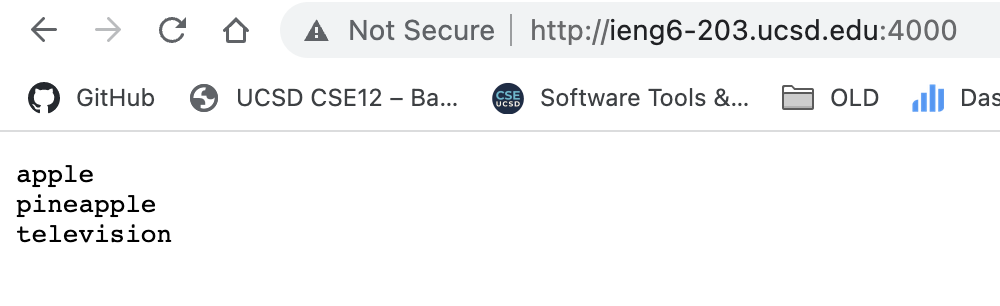 Not Secure http://ieng6-203.ucsd.edu:4000
GitHub UCSD CSE12 – Ba... CSE UCSD Software Tools &... OLD Das
apple
pineapple
television